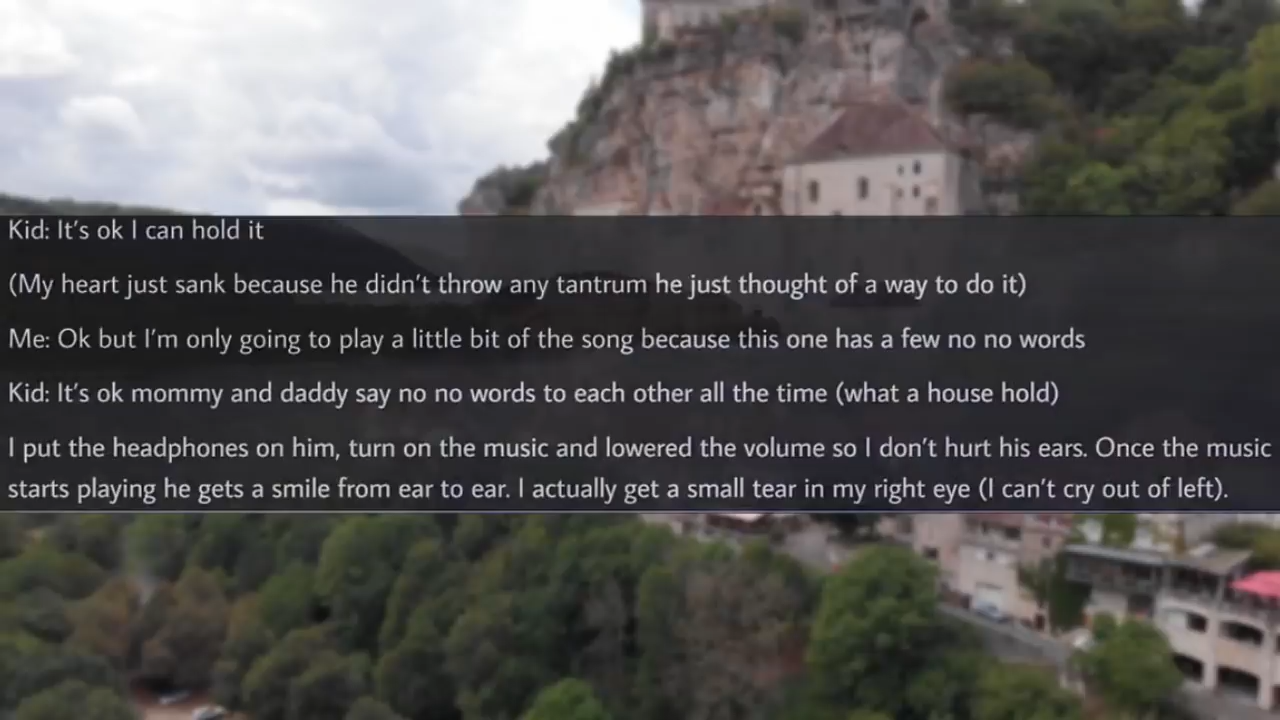 Kid: It's ok I can hold it
(My heart just sank because he didn't throw any tantrum he just thought of a way to do it)
Me: Ok but I'm only going to play a little bit of the song because this one has a few no no words
Kid: It's ok mommy and daddy say no no words to each other all the time (what a house hold)
I put the headphones on him, turn on the music and lowered the volume so I don't hurt his ears. Once the music
starts playing he gets a smile from ear to ear. I actually get a small tear in my right eye (I can't cry out of left).